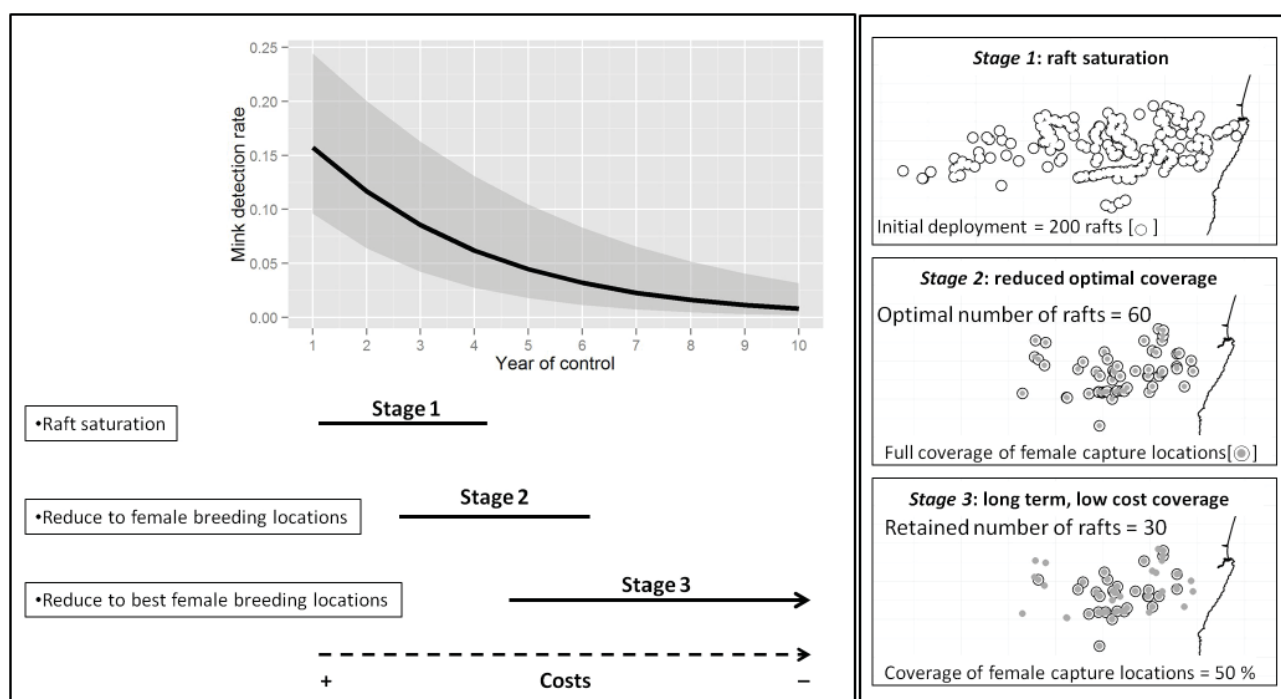 0.25
0.20
0.15
0.10
0.05
0.00
Mink detection rate
1 2 3 4 5 6 7 8 9 10
Year of control
Stage 1
•Raft saturation
Stage 2
•Reduce to female breeding locations
Stage 3
•Reduce to best female breeding locations
+ Costs –
Stage 1: raft saturation
Initial deployment = 200 rafts [○]
Stage 2: reduced optimal coverage
Optimal number of rafts = 60
Full coverage of female capture locations[◉]
Stage 3: long term, low cost coverage
Retained number of rafts = 30
Coverage of female capture locations = 50 %